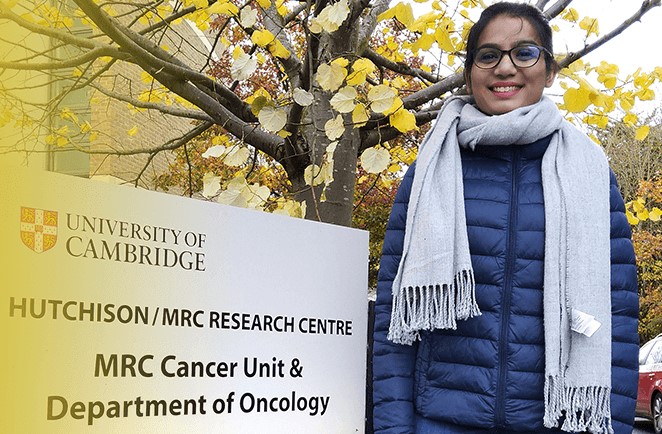 UNIVERSITY OF
CAMBRIDGE
HUTCHISON/MRC RESEARCH CENTRE
MRC Cancer Unit &
Department of Oncology